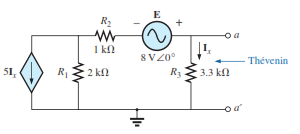 R₂
E
− +
1 kΩ
8 V∠0°
a
Iₓ
Thévenin
5Iₓ
R₁
2 kΩ
R₃
3.3 kΩ
a′